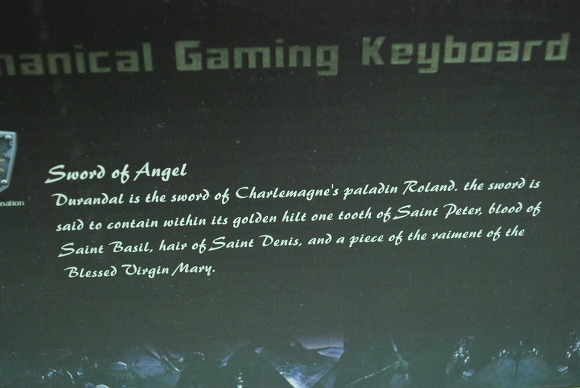 manical Gaming Keyboard
Sword of Angel
Durandal is the sword of Charlemagne's paladin Roland. the sword is
said to contain within its golden hilt one tooth of Saint Peter, blood of
Saint Basil, hair of Saint Denis, and a piece of the raiment of the
Blessed Virgin Mary.